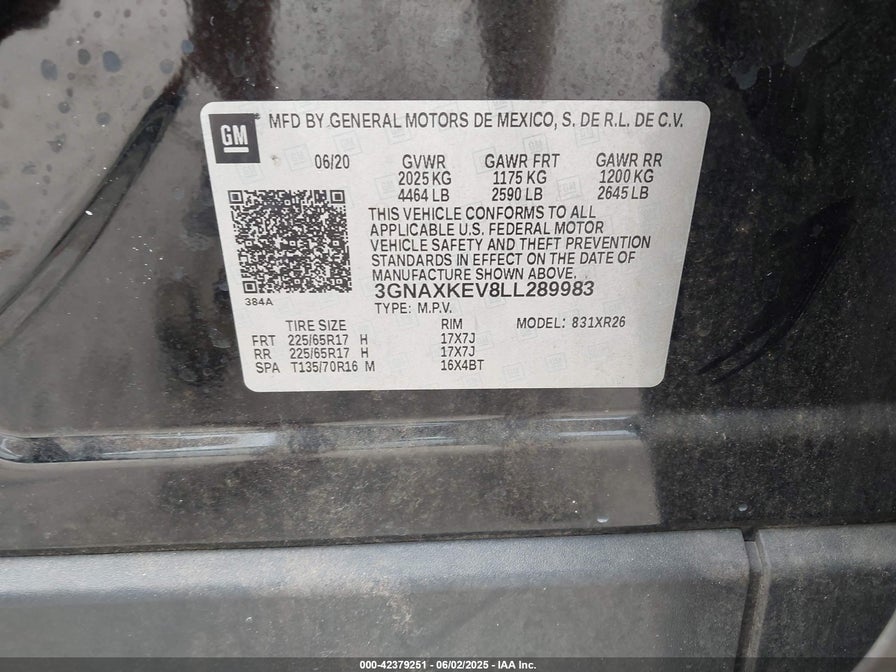 GM
MFD BY GENERAL MOTORS DE MEXICO, S. DE R.L. DE C.V.
06/20 GVWR GAWR FRT GAWR RR
2025 KG 1175 KG 1200 KG
4464 LB 2590 LB 2645 LB
THIS VEHICLE CONFORMS TO ALL
APPLICABLE U.S. FEDERAL MOTOR
VEHICLE SAFETY AND THEFT PREVENTION
STANDARDS IN EFFECT ON THE DATE OF
MANUFACTURE SHOWN ABOVE.
384A
3GNAXKEV8LL289983
TYPE: M.P.V.
TIRE SIZE RIM MODEL: 831XR26
FRT 225/65R17 H 17X7J
RR 225/65R17 H 17X7J
SPA T135/70R16 M 16X4BT
000-42379251 - 06/02/2025 - IAA Inc.